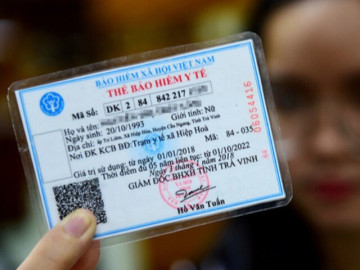 BẢO HIỂM XÃ HỘI VIỆT NAM
THẺ BẢO HIỂM Y TẾ
Mã Số: DK 2 84 842 217
Họ và tên:
Ngày sinh: 20/10/1993 Giới tính: Nữ
Địa chỉ:
Nơi ĐK KCB BĐ: Trạm y tế xã Hiệp Hoà Mã: 84 - 035
Giá trị sử dụng: từ ngày 01/01/2018
Thời điểm đủ 05 năm liên tục: từ 01/10/2022
GIÁM ĐỐC BHXH TỈNH TRÀ VINH
Hồ Văn Tuấn
06054416